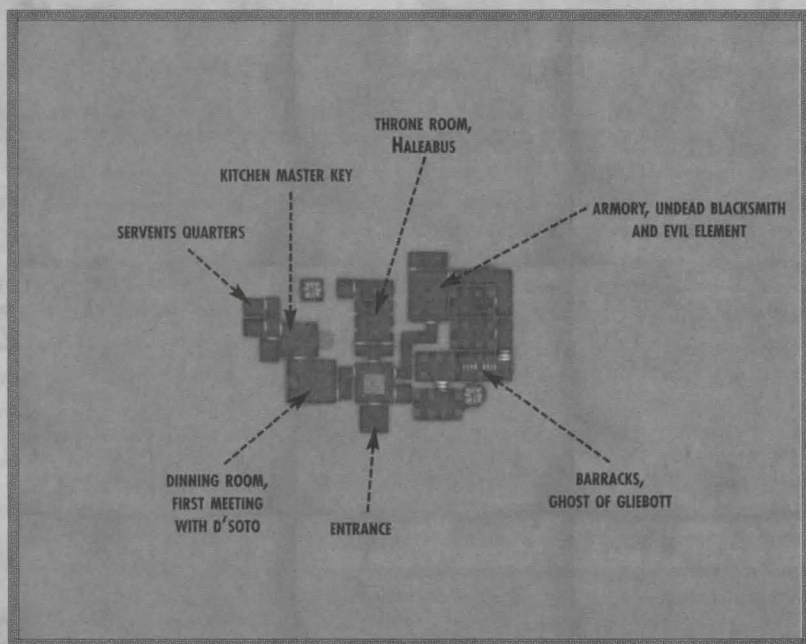 THRONE ROOM,
HALEABUS
KITCHEN MASTER KEY
SERVENTS QUARTERS
ARMORY, UNDEAD BLACKSMITH
AND EVIL ELEMENT
DINNING ROOM,
FIRST MEETING
WITH D'SOTO
ENTRANCE
BARRACKS,
GHOST OF GLIEBOTT